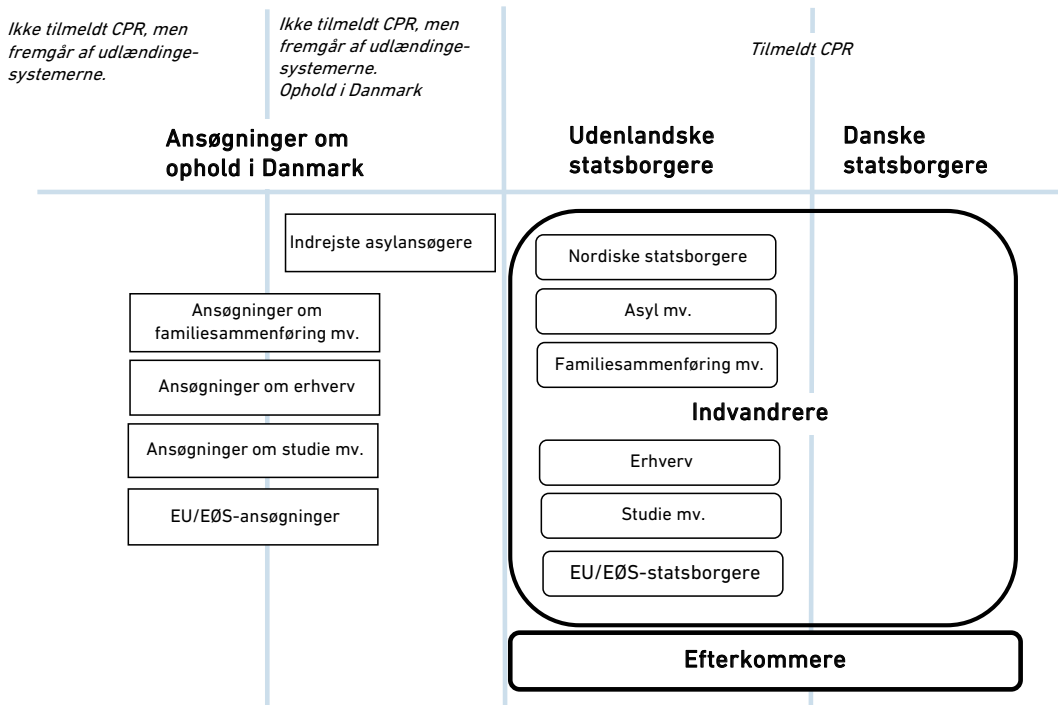 Ikke tilmeldt CPR, men
fremgår af udlændinge-
systemerne.
Ikke tilmeldt CPR, men
fremgår af udlændinge-
systemerne.
Ophold i Danmark
Tilmeldt CPR
Ansøgninger om
ophold i Danmark
Udenlandske
statsborgere
Danske
statsborgere
Indrejste asylansøgere
Ansøgninger om
familiesammenføring mv.
Ansøgninger om erhverv
Ansøgninger om studie mv.
EU/EØS-ansøgninger
Nordiske statsborgere
Asyl mv.
Familiesammenføring mv.
Indvandrere
Erhverv
Studie mv.
EU/EØS-statsborgere
Efterkommere